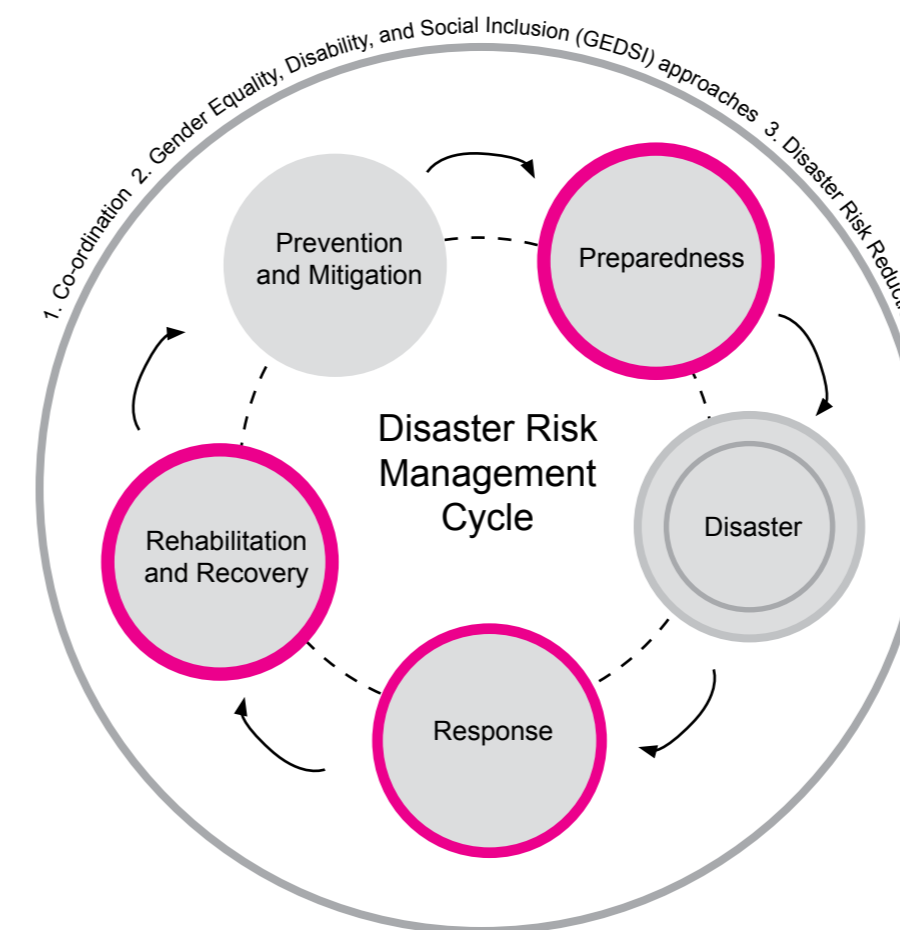 1. Co-ordination 2. Gender Equality, Disability, and Social Inclusion (GEDSI) approaches 3. Disaster Risk
Prevention
and Mitigation
Preparedness
Disaster Risk
Management
Cycle
Disaster
Rehabilitation
and Recovery
Response